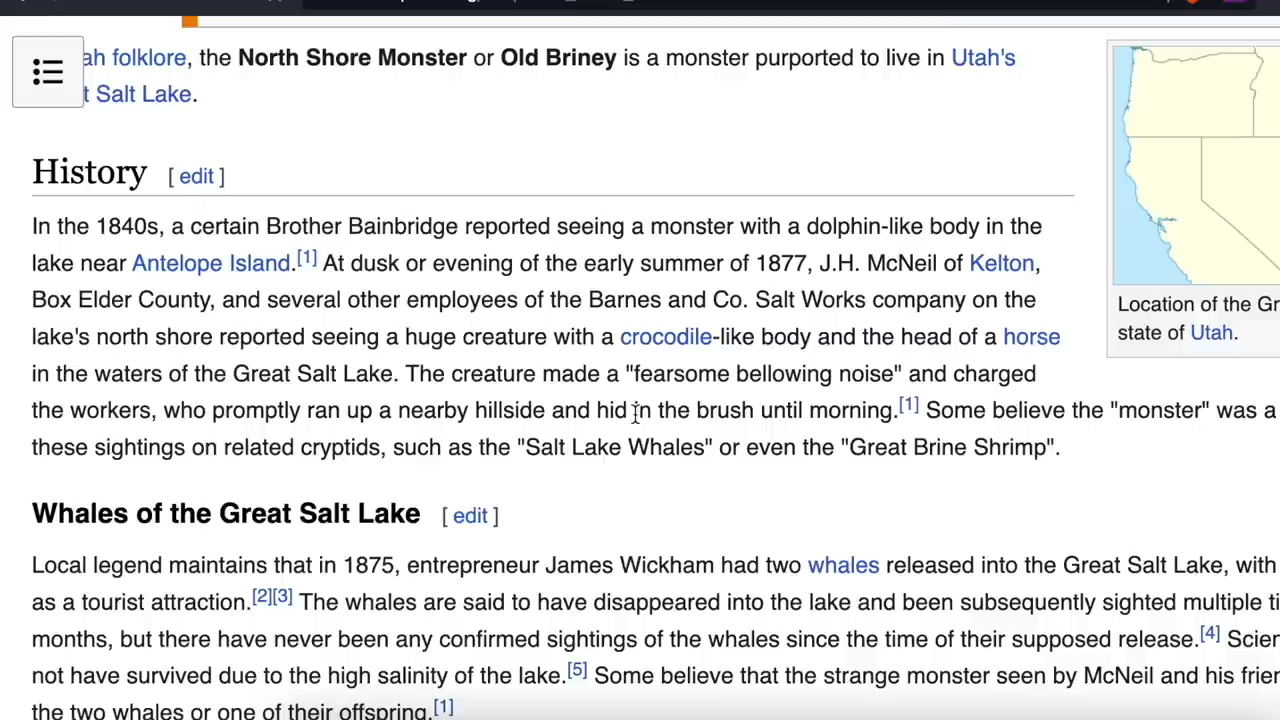 ah folklore, the North Shore Monster or Old Briney is a monster purported to live in Utah's
t Salt Lake.
Location of the Gr
state of Utah.
History [ edit ]
In the 1840s, a certain Brother Bainbridge reported seeing a monster with a dolphin-like body in the
lake near Antelope Island.[1] At dusk or evening of the early summer of 1877, J.H. McNeil of Kelton,
Box Elder County, and several other employees of the Barnes and Co. Salt Works company on the
lake's north shore reported seeing a huge creature with a crocodile-like body and the head of a horse
in the waters of the Great Salt Lake. The creature made a "fearsome bellowing noise" and charged
the workers, who promptly ran up a nearby hillside and hid in the brush until morning.[1] Some believe the "monster" was a
these sightings on related cryptids, such as the "Salt Lake Whales" or even the "Great Brine Shrimp".
Whales of the Great Salt Lake [ edit ]
Local legend maintains that in 1875, entrepreneur James Wickham had two whales released into the Great Salt Lake, with
as a tourist attraction.[2][3] The whales are said to have disappeared into the lake and been subsequently sighted multiple ti
months, but there have never been any confirmed sightings of the whales since the time of their supposed release.[4] Scien
not have survived due to the high salinity of the lake.[5] Some believe that the strange monster seen by McNeil and his frien
the two whales or one of their offspring.[1]